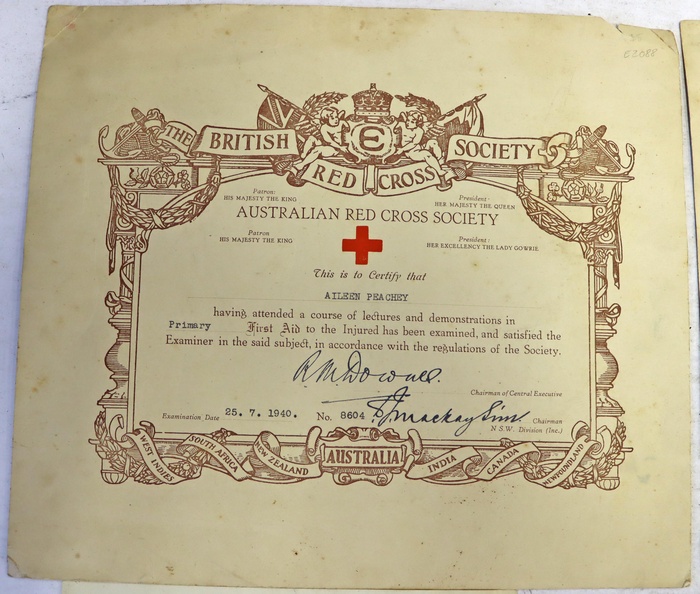 02088
THE BRITISH RED CROSS SOCIETY
E
Patron:
HIS MAJESTY THE KING
President:
HER MAJESTY THE QUEEN
AUSTRALIAN RED CROSS SOCIETY
Patron
HIS MAJESTY THE KING
President:
HER EXCELLENCY THE LADY GOWRIE
This is to Certify that
AILEEN PEACHEY
having attended a course of lectures and demonstrations in
Primary First Aid to the Injured has been examined, and satisfied the
Examiner in the said subject, in accordance with the regulations of the Society.
Chairman of Central Executive
Examination Date 25. 7. 1940. No. 8604 Mackay Sim Chairman
N.S.W. Division (Inc.)
WEST INDIES SOUTH AFRICA NEW ZEALAND AUSTRALIA INDIA CANADA NEWFOUNDLAND